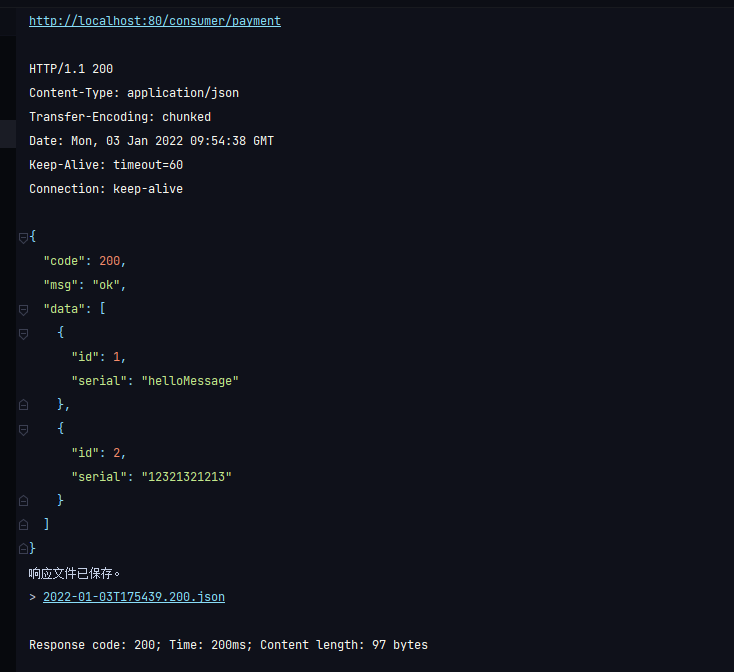 http://localhost:80/consumer/payment
HTTP/1.1 200
Content-Type: application/json
Transfer-Encoding: chunked
Date: Mon, 03 Jan 2022 09:54:38 GMT
Keep-Alive: timeout=60
Connection: keep-alive
{
"code": 200,
"msg": "ok",
"data": [
{
"id": 1,
"serial": "helloMessage"
},
{
"id": 2,
"serial": "12321321213"
}
]
}
响应文件已保存。
> 2022-01-03T175439.200.json
Response code: 200; Time: 200ms; Content length: 97 bytes